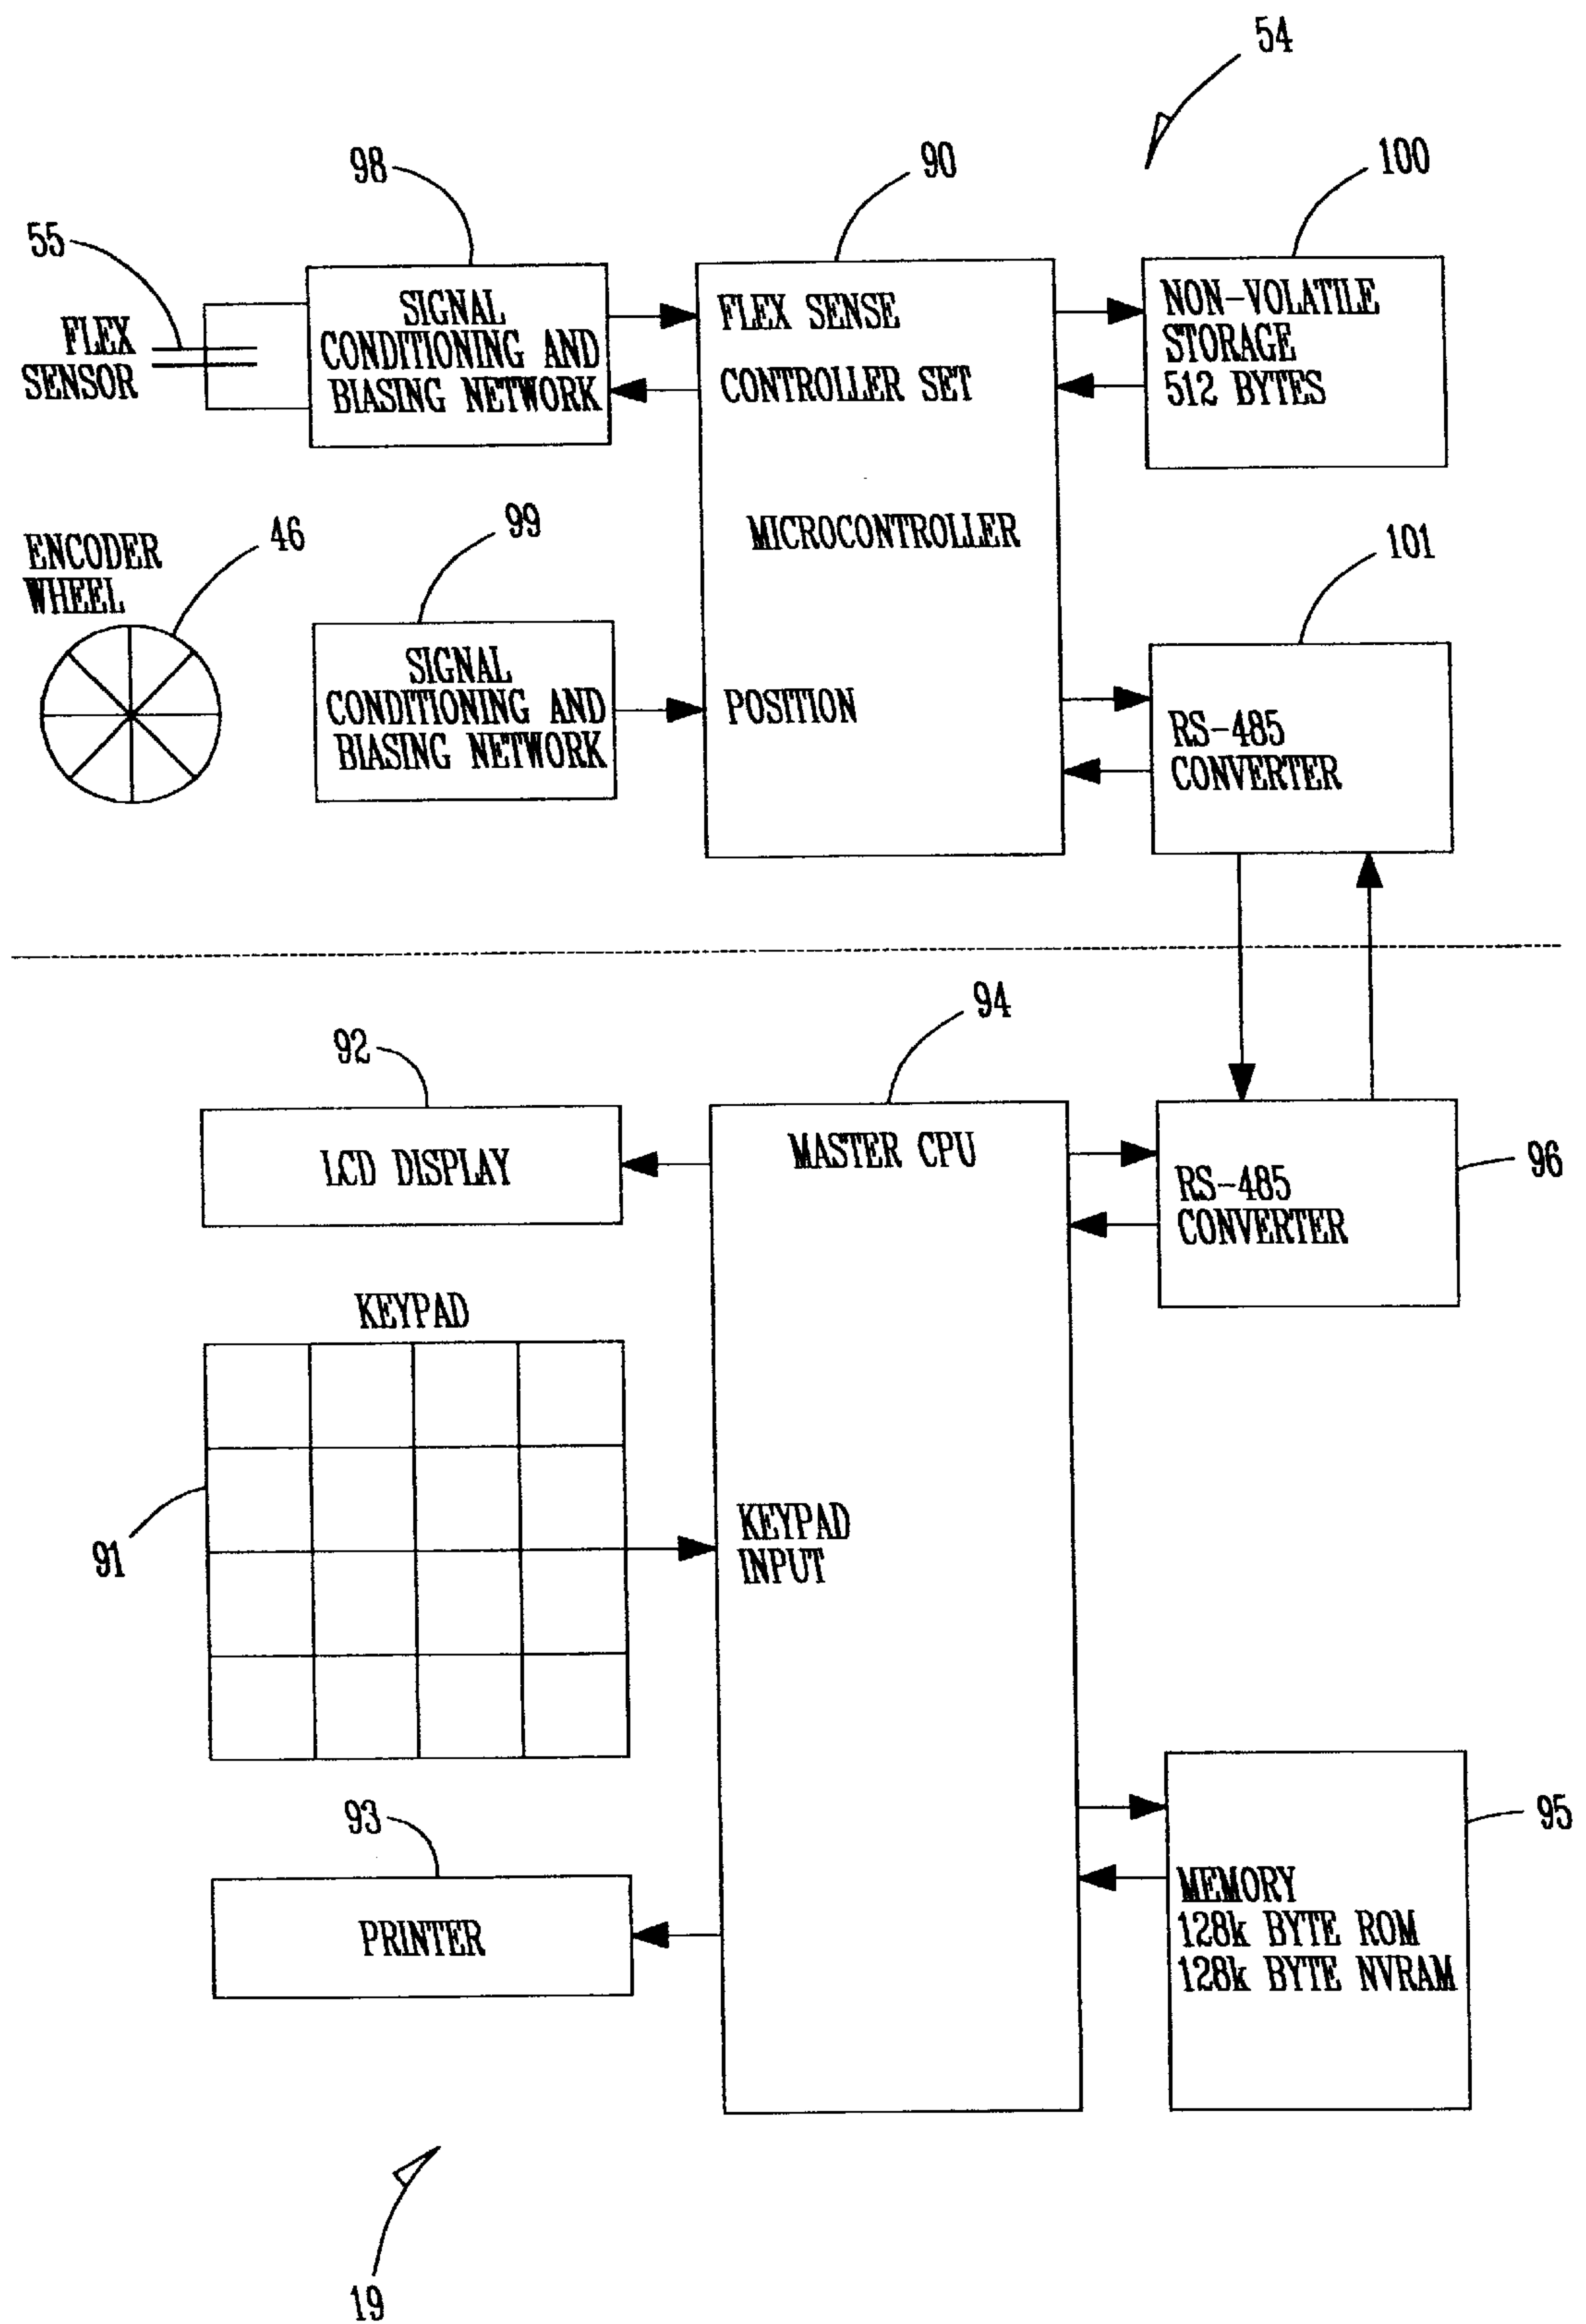 54
98
90
100
55
FLEX
SENSOR
SIGNAL
CONDITIONING AND
BIASING NETWORK
FLEX SENSE
CONTROLLER SET
MICROCONTROLLER
POSITION
NON-VOLATILE
STORAGE
512 BYTES
ENCODER
WHEEL
46
99
SIGNAL
CONDITIONING AND
BIASING NETWORK
101
RS-485
CONVERTER
92
LCD DISPLAY
94
MASTER CPU
96
RS-485
CONVERTER
KEYPAD
91
KEYPAD
INPUT
93
PRINTER
95
MEMORY
128k BYTE ROM
128k BYTE NVRAM
19